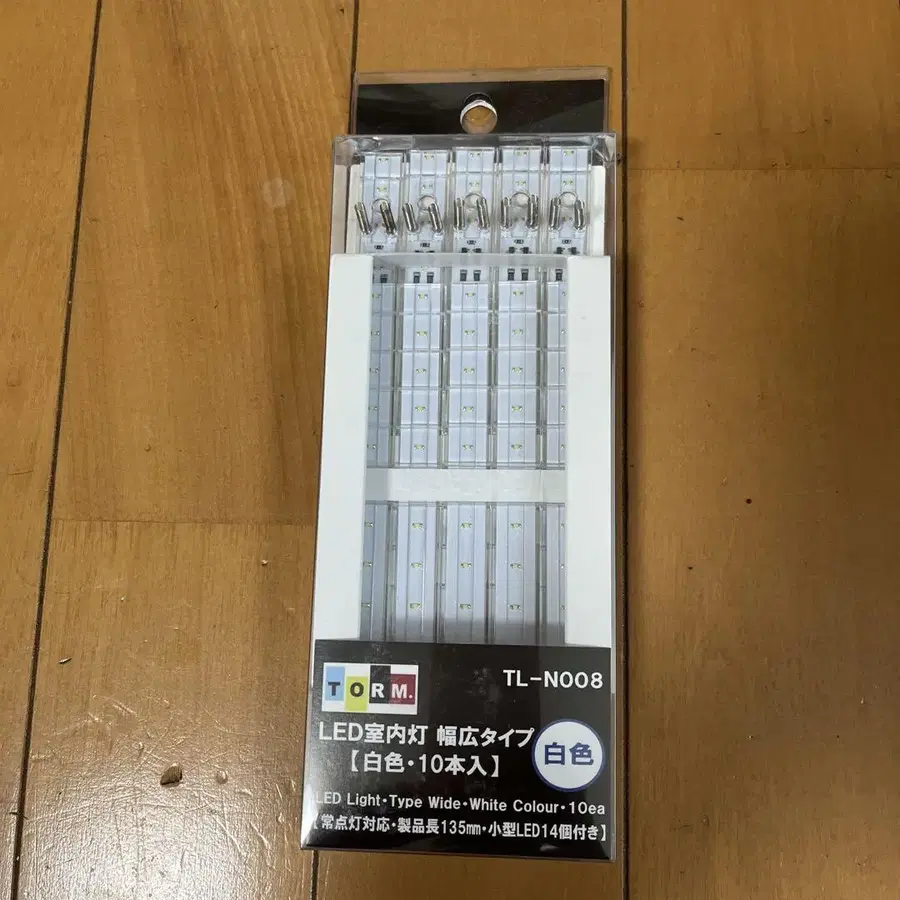 TORM.
TL-N008
LED室内灯 幅広タイプ
【白色・10本入】
白色
LED Light・Type Wide・White Colour・10ea
【常点灯対応・製品長135mm・小型LED14個付き】